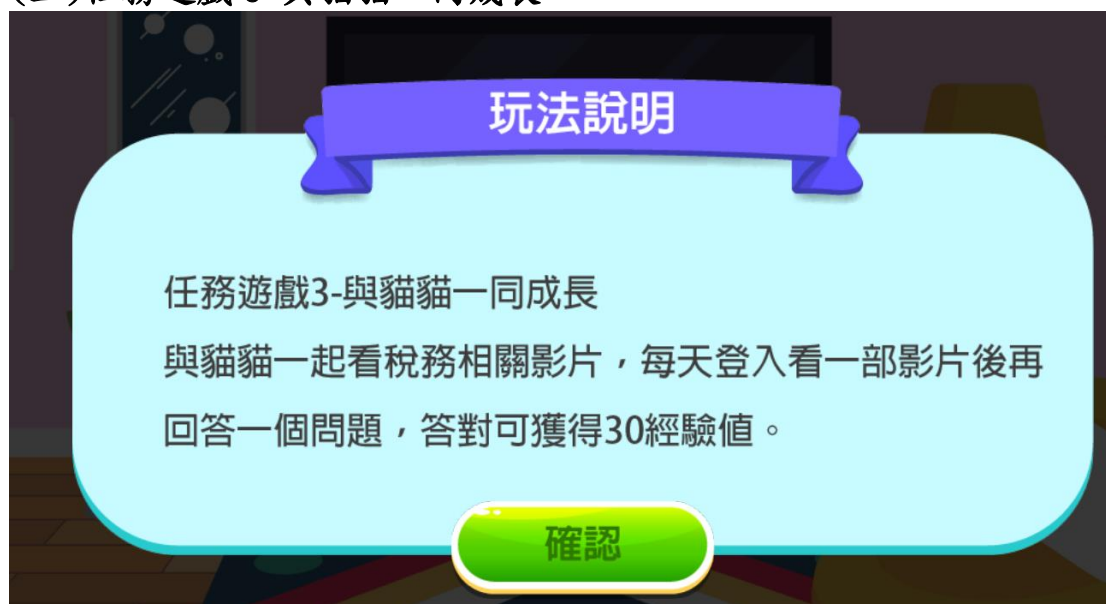 玩法說明
任務遊戲3-與貓貓一同成長
與貓貓一起看稅務相關影片，每天登入看一部影片後再
回答一個問題，答對可獲得30經驗值。
確認